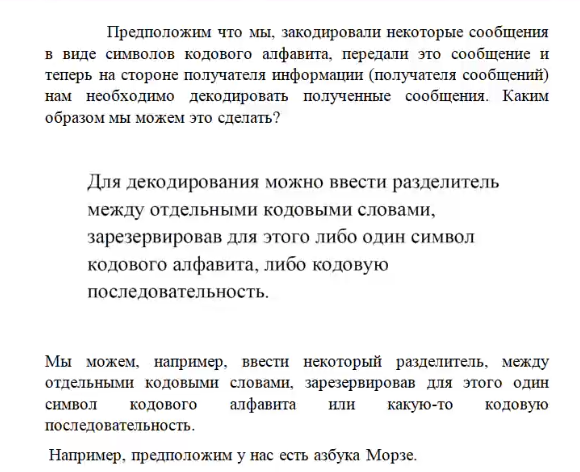 Предположим что мы, закодировали некоторые сообщения
в виде символов кодового алфавита, передали это сообщение и
теперь на стороне получателя информации (получателя сообщений)
нам необходимо декодировать полученные сообщения. Каким
образом мы можем это сделать?
Для декодирования можно ввести разделитель
между отдельными кодовыми словами,
зарезервировав для этого либо один символ
кодового алфавита, либо кодовую
последовательность.
Мы можем, например, ввести некоторый разделитель, между
отдельными кодовыми словами, зарезервировав для этого один
символ кодового алфавита или какую-то кодовую
последовательность.
Например, предположим у нас есть азбука Морзе.